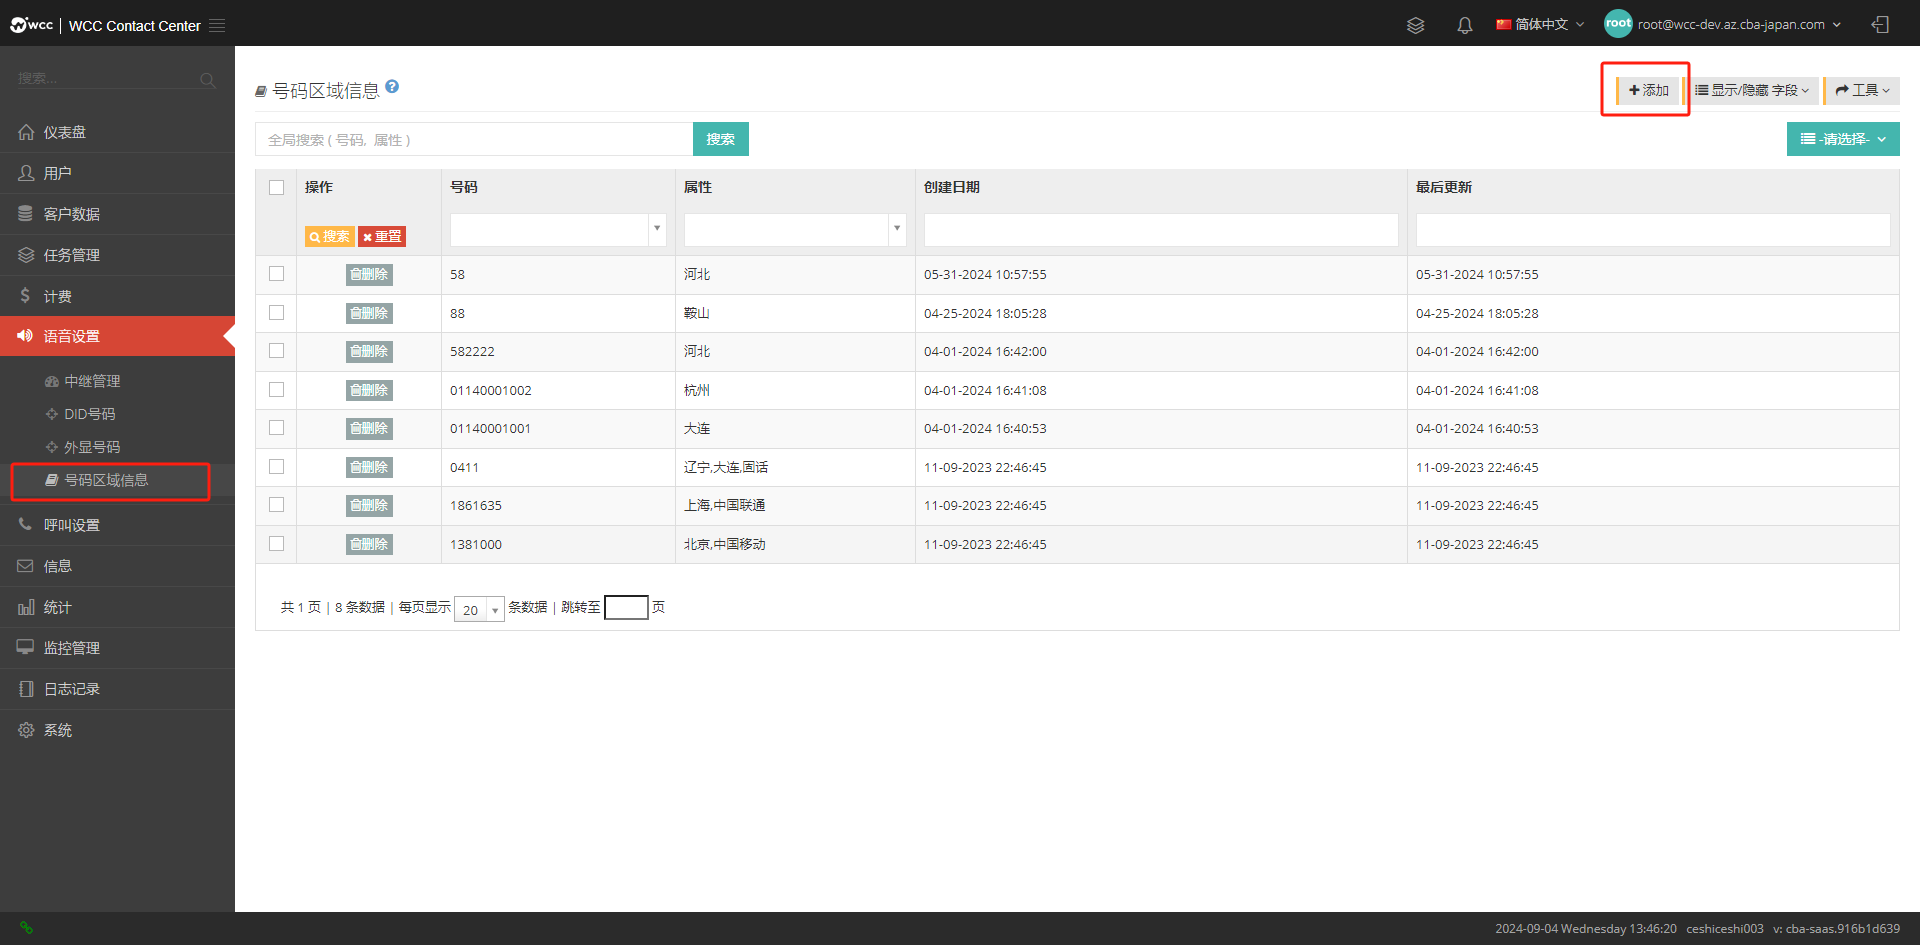 wcc | WCC Contact Center
简体中文
root
root@wcc-dev.az.cba-japan.com
搜索...
仪表盘
用户
客户数据
任务管理
计费
语音设置
中继管理
DID号码
外显号码
号码区域信息
呼叫设置
信息
统计
监控管理
日志记录
系统
号码区域信息
添加
显示/隐藏 字段
工具
全局搜索 ( 号码, 属性 )
搜索
-请选择-
操作 号码 属性 创建日期 最后更新
搜索 重置
删除 58 河北 05-31-2024 10:57:55 05-31-2024 10:57:55
删除 88 鞍山 04-25-2024 18:05:28 04-25-2024 18:05:28
删除 582222 河北 04-01-2024 16:42:00 04-01-2024 16:42:00
删除 01140001002 杭州 04-01-2024 16:41:08 04-01-2024 16:41:08
删除 01140001001 大连 04-01-2024 16:40:53 04-01-2024 16:40:53
删除 0411 辽宁,大连,固话 11-09-2023 22:46:45 11-09-2023 22:46:45
删除 1861635 上海,中国联通 11-09-2023 22:46:45 11-09-2023 22:46:45
删除 1381000 北京,中国移动 11-09-2023 22:46:45 11-09-2023 22:46:45
共 1 页 | 8 条数据 | 每页显示 20 条数据 | 跳转至 页
2024-09-04 Wednesday 13:46:20 ceshiceshi003 v: cba-saas.916b1d639